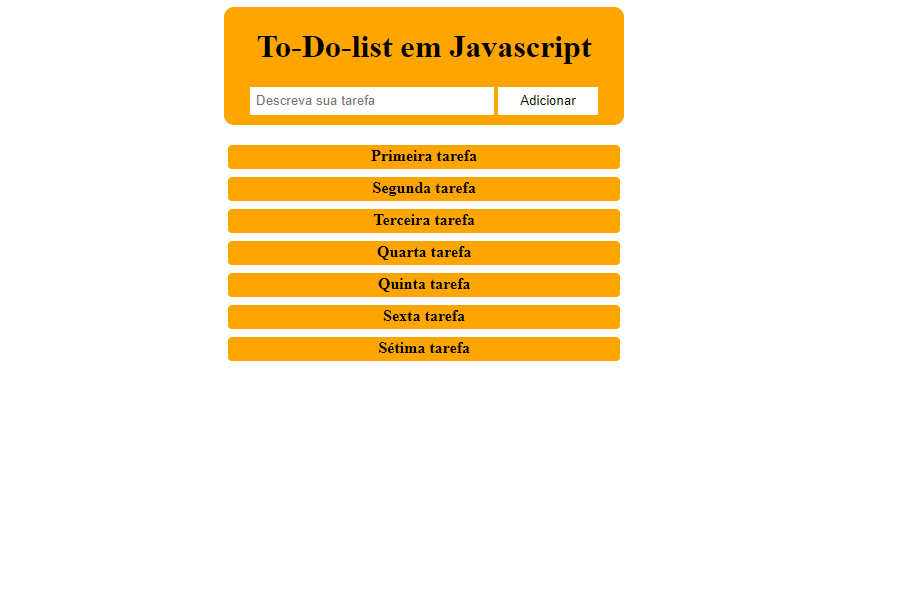 To-Do-list em Javascript
Descreva sua tarefa Adicionar
Primeira tarefa
Segunda tarefa
Terceira tarefa
Quarta tarefa
Quinta tarefa
Sexta tarefa
Sétima tarefa